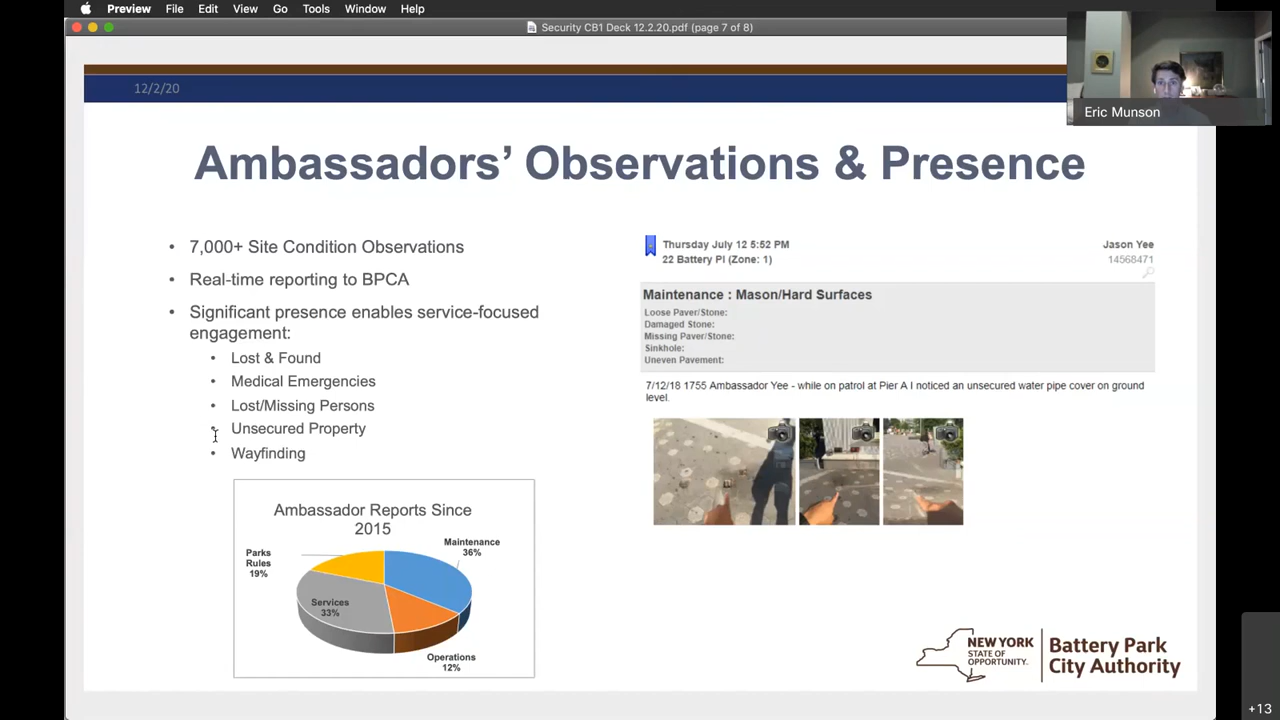 Preview File Edit View Go Tools Window Help
Security CB1 Deck 12.2.20.pdf (page 7 of 8)
Eric Munson
12/2/20
Ambassadors’ Observations & Presence
• 7,000+ Site Condition Observations
• Real-time reporting to BPCA
• Significant presence enables service-focused
engagement:
• Lost & Found
• Medical Emergencies
• Lost/Missing Persons
• Unsecured Property
• Wayfinding
Ambassador Reports Since
2015
Maintenance
36%
Parks
Rules
19%
Services
33%
Operations
12%
Thursday July 12 5:52 PM
Jason Yee
22 Battery Pl (Zone: 1)
14568471
Maintenance : Mason/Hard Surfaces
Loose Paver/Stone:
Damaged Stone:
Missing Paver/Stone:
Sinkhole:
Uneven Pavement:
7/12/18 1755 Ambassador Yee - while on patrol at Pier A I noticed an unsecured water pipe cover on ground
level.
NEW YORK
STATE OF
OPPORTUNITY.
Battery Park
City Authority
+13